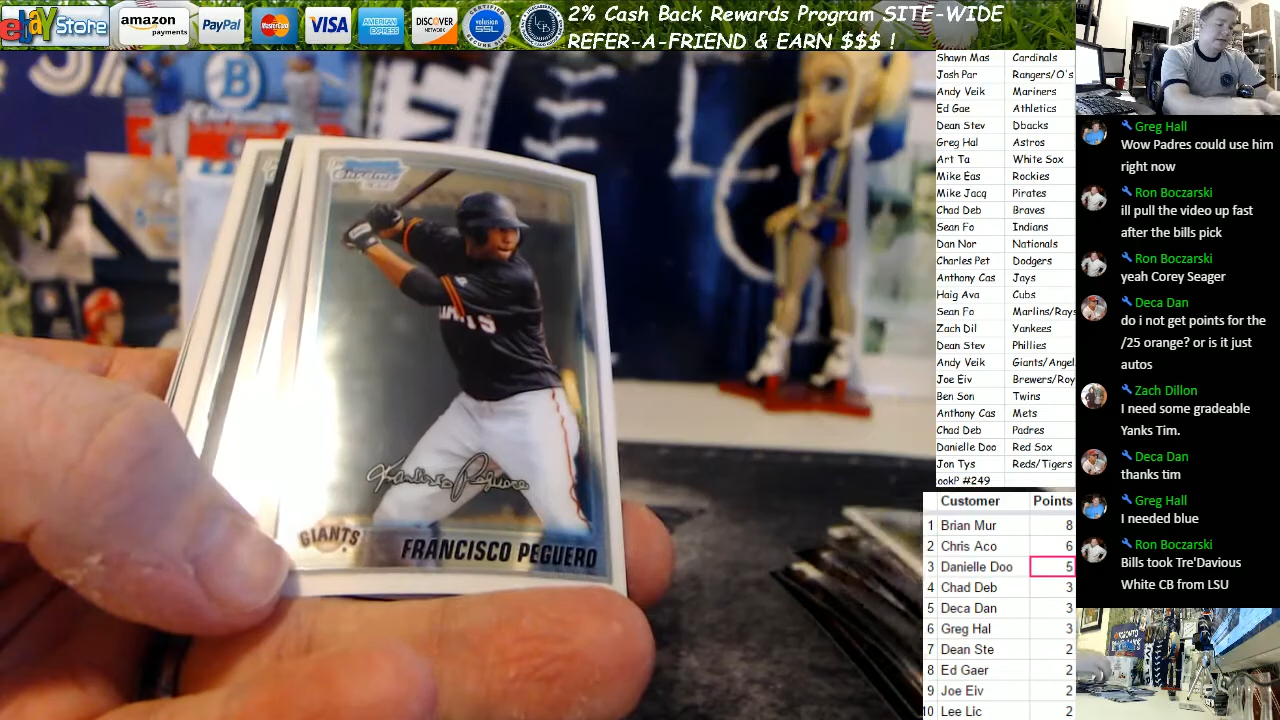 ebay Store
amazon payments
PayPal
MasterCard
VISA
AMERICAN EXPRESS
DISCOVER NETWORK
volusion SSL
2% Cash Back Rewards Program SITE-WIDE
REFER-A-FRIEND & EARN $$$ !
Shawn Mas Cardinals
Josh Par Rangers/O's
Andy Veik Mariners
Ed Gae Athletics
Dean Stev Dbacks
Greg Hal Astros
Art Ta White Sox
Mike Eas Rockies
Mike Jacq Pirates
Chad Deb Braves
Sean Fo Indians
Dan Nor Nationals
Charles Pet Dodgers
Anthony Cas Jays
Haig Ava Cubs
Sean Fo Marlins/Rays
Zach Dil Yankees
Dean Stev Phillies
Andy Veik Giants/Angel
Joe Eiv Brewers/Roy
Ben Son Twins
Anthony Cas Mets
Chad Deb Padres
Danielle Doo Red Sox
Jon Tys Reds/Tigers
ookP #249
Customer Points
1 Brian Mur 8
2 Chris Aco 6
3 Danielle Doo 5
4 Chad Deb 3
5 Deca Dan 3
6 Greg Hal 3
7 Dean Ste 2
8 Ed Gaer 2
9 Joe Eiv 2
10 Lee Lic 2
Greg Hall
Wow Padres could use him
right now
Ron Boczarski
ill pull the video up fast
after the bills pick
Ron Boczarski
yeah Corey Seager
Deca Dan
do i not get points for the
/25 orange? or is it just
autos
Zach Dillon
I need some gradeable
Yanks Tim.
Deca Dan
thanks tim
Greg Hall
I needed blue
Ron Boczarski
Bills took Tre'Davious
White CB from LSU
Chrome
GIANTS
Francisco Peguero
GIANTS
FRANCISCO PEGUERO